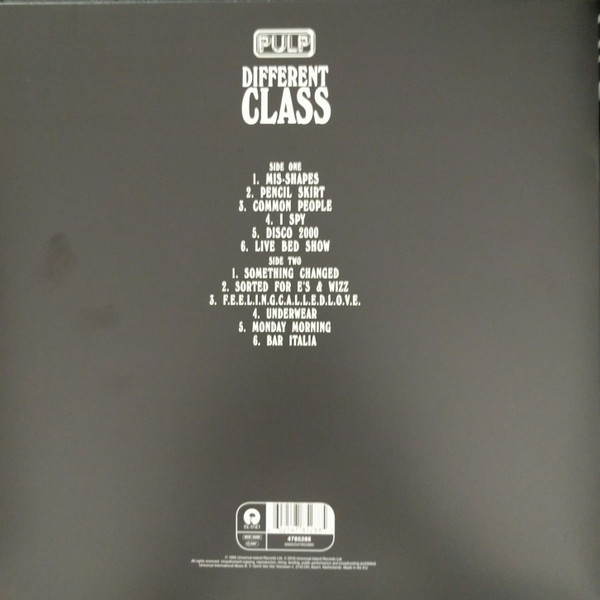 PULP
DIFFERENT
CLASS
SIDE ONE
1. MIS-SHAPES
2. PENCIL SKIRT
3. COMMON PEOPLE
4. I SPY
5. DISCO 2000
6. LIVE BED SHOW
SIDE TWO
1. SOMETHING CHANGED
2. SORTED FOR E'S & WIZZ
3. F.E.E.L.I.N.G.C.A.L.L.E.D.L.O.V.E.
4. UNDERWEAR
5. MONDAY MORNING
6. BAR ITALIA
ISLAND
4780288